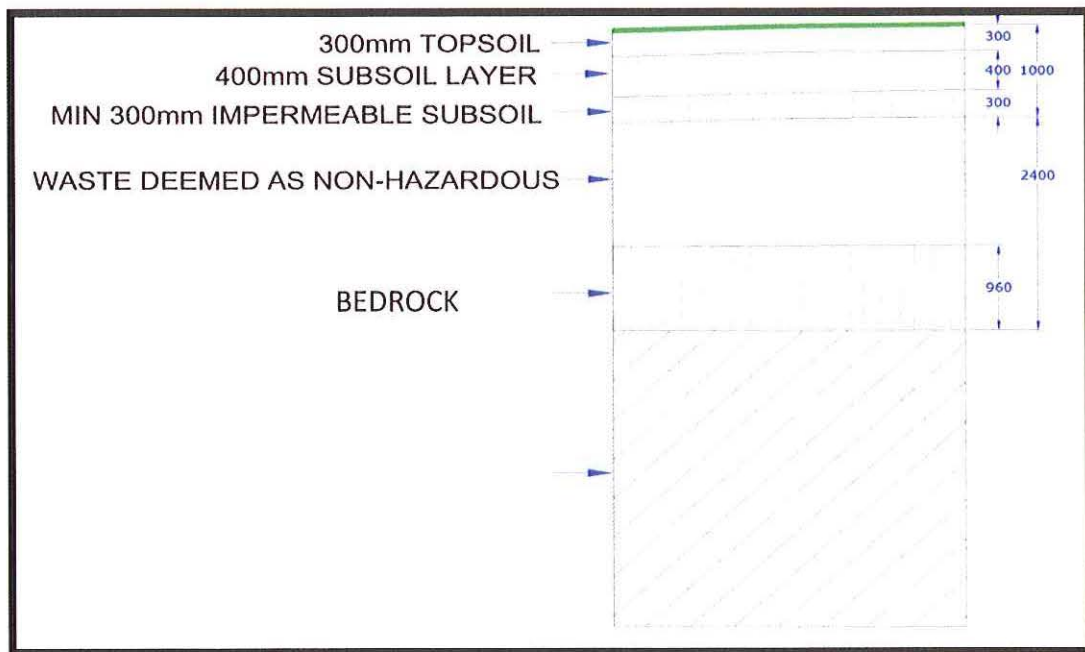 300mm TOPSOIL
400mm SUBSOIL LAYER
MIN 300mm IMPERMEABLE SUBSOIL
WASTE DEEMED AS NON-HAZARDOUS
BEDROCK
300
400
1000
300
2400
960